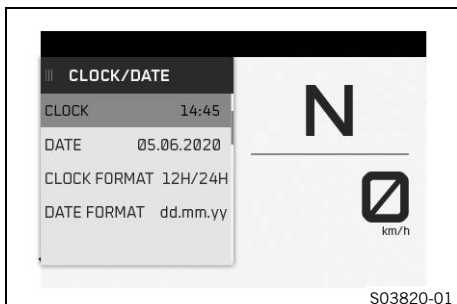 CLOCK/DATE
CLOCK 14:45
DATE 05.06.2020
CLOCK FORMAT 12H/24H
DATE FORMAT dd.mm.yy
N
0
km/h
S03820-01